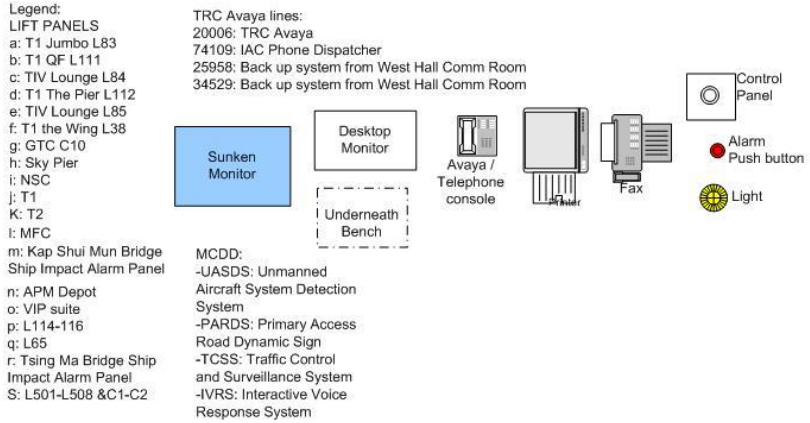 Legend:
LIFT PANELS
a: T1 Jumbo L83
b: T1 QF L111
c: TIV Lounge L84
d: T1 The Pier L112
e: TIV Lounge L85
f: T1 the Wing L38
g: GTC C10
h: Sky Pier
i: NSC
j: T1
K: T2
l: MFC
m: Kap Shui Mun Bridge
Ship Impact Alarm Panel
n: APM Depot
o: VIP suite
p: L114-116
q: L65
r: Tsing Ma Bridge Ship
Impact Alarm Panel
S: L501-L508 &C1-C2
TRC Avaya lines:
20006: TRC Avaya
74109: IAC Phone Dispatcher
25958: Back up system from West Hall Comm Room
34529: Back up system from West Hall Comm Room
Sunken
Monitor
Desktop
Monitor
Underneath
Bench
Avaya /
Telephone
console
Printer
Fax
Control
Panel
Alarm
Push button
Light
MCDD:
-UASDS: Unmanned
Aircraft System Detection
System
-PARDS: Primary Access
Road Dynamic Sign
-TCSS: Traffic Control
and Surveillance System
-IVRS: Interactive Voice
Response System